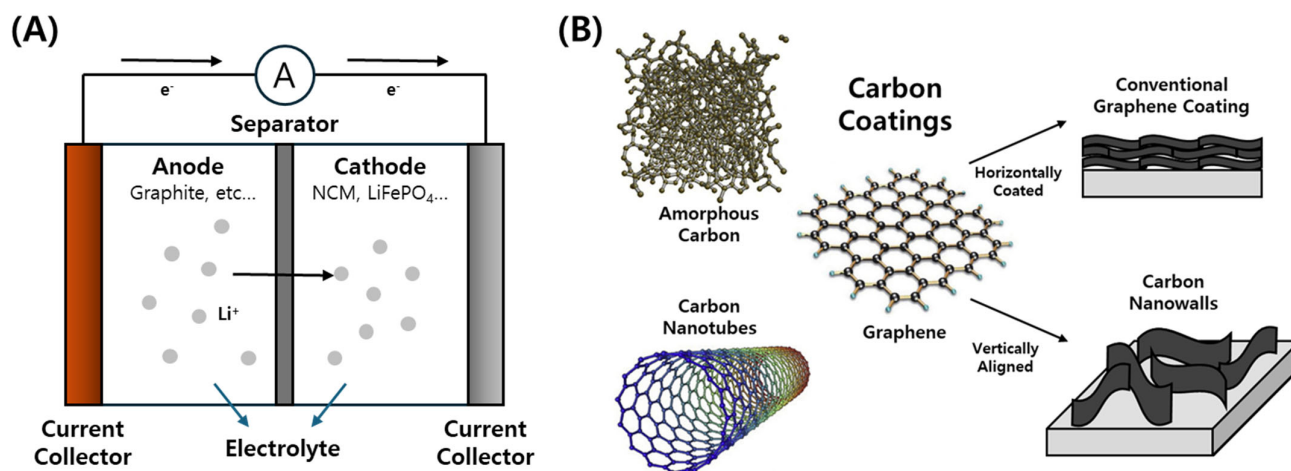 (A)
e-
A
e-
Separator
Anode
Graphite, etc...
Cathode
NCM, LiFePO₄...
Li⁺
Current
Collector
Electrolyte
Current
Collector
(B)
Amorphous
Carbon
Carbon
Coatings
Carbon
Nanotubes
Graphene
Horizontally
Coated
Conventional
Graphene Coating
Vertically
Aligned
Carbon
Nanowalls